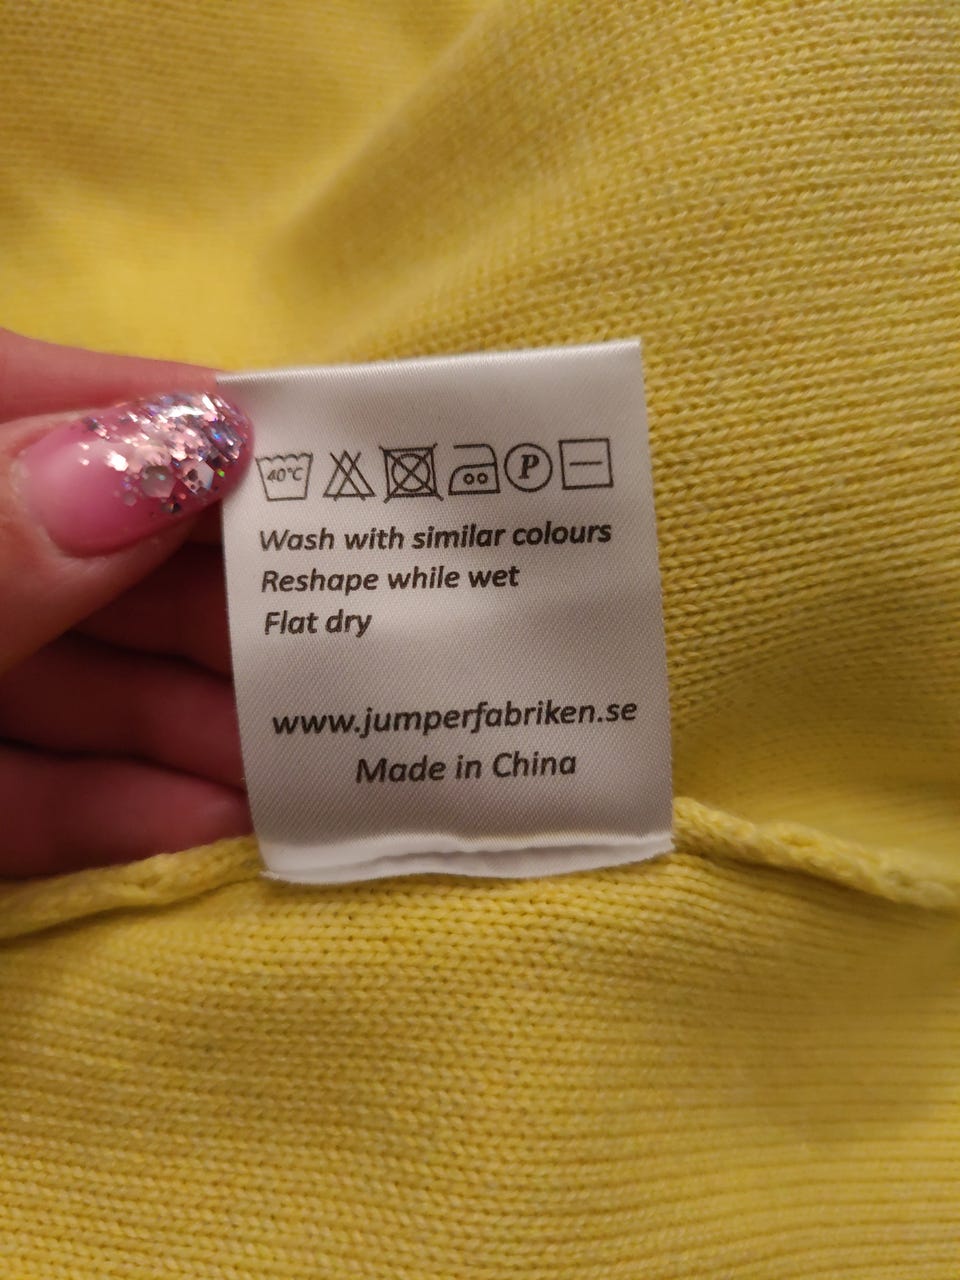 40°C P
Wash with similar colours
Reshape while wet
Flat dry
www.jumperfabriken.se
Made in China